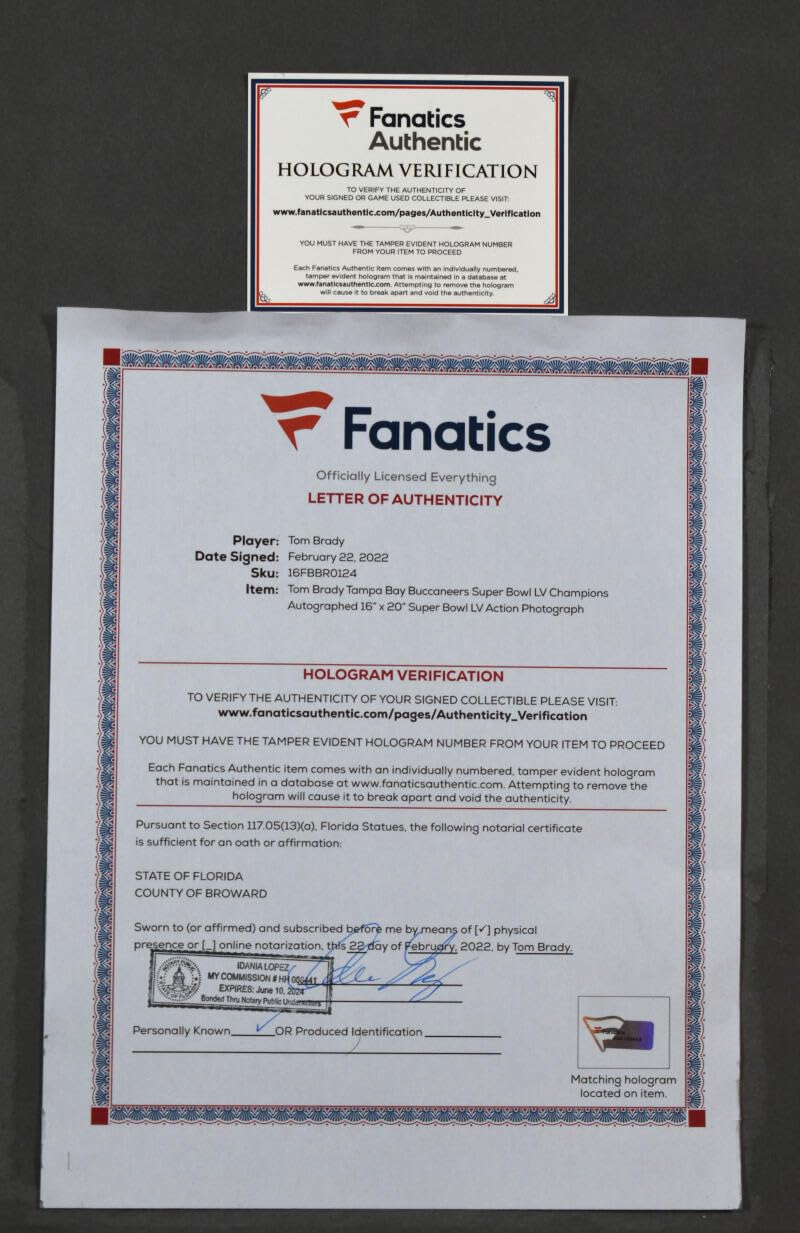 Fanatics
Authentic
HOLOGRAM VERIFICATION
TO VERIFY THE AUTHENTICITY OF
YOUR SIGNED OR GAME USED COLLECTIBLE PLEASE VISIT:
www.fanaticsauthentic.com/pages/Authenticity_Verification
YOU MUST HAVE THE TAMPER EVIDENT HOLOGRAM NUMBER
FROM YOUR ITEM TO PROCEED
Each Fanatics Authentic item comes with an individually numbered,
tamper evident hologram that is maintained in a database at
www.fanaticsauthentic.com. Attempting to remove the hologram
will cause it to break apart and void the authenticity.
Fanatics
Officially Licensed Everything
LETTER OF AUTHENTICITY
Player: Tom Brady
Date Signed: February 22, 2022
Sku: 16FBBR0124
Item: Tom Brady Tampa Bay Buccaneers Super Bowl LV Champions
Autographed 16" x 20" Super Bowl LV Action Photograph
HOLOGRAM VERIFICATION
TO VERIFY THE AUTHENTICITY OF YOUR SIGNED COLLECTIBLE PLEASE VISIT:
www.fanaticsauthentic.com/pages/Authenticity_Verification
YOU MUST HAVE THE TAMPER EVIDENT HOLOGRAM NUMBER FROM YOUR ITEM TO PROCEED
Each Fanatics Authentic item comes with an individually numbered, tamper evident hologram
that is maintained in a database at www.fanaticsauthentic.com. Attempting to remove the
hologram will cause it to break apart and void the authenticity.
Pursuant to Section 117.05(13)(a), Florida Statues, the following notarial certificate
is sufficient for an oath or affirmation:
STATE OF FLORIDA
COUNTY OF BROWARD
Sworn to (or affirmed) and subscribed before me by means of [✓] physical
presence or [_] online notarization, this 22 day of February, 2022, by Tom Brady.
IDANIA LOPEZ
MY COMMISSION # HH 008441
EXPIRES: June 10, 2024
Bonded Thru Notary Public Underwriters
Personally Known ✓ OR Produced Identification
Matching hologram
located on item.